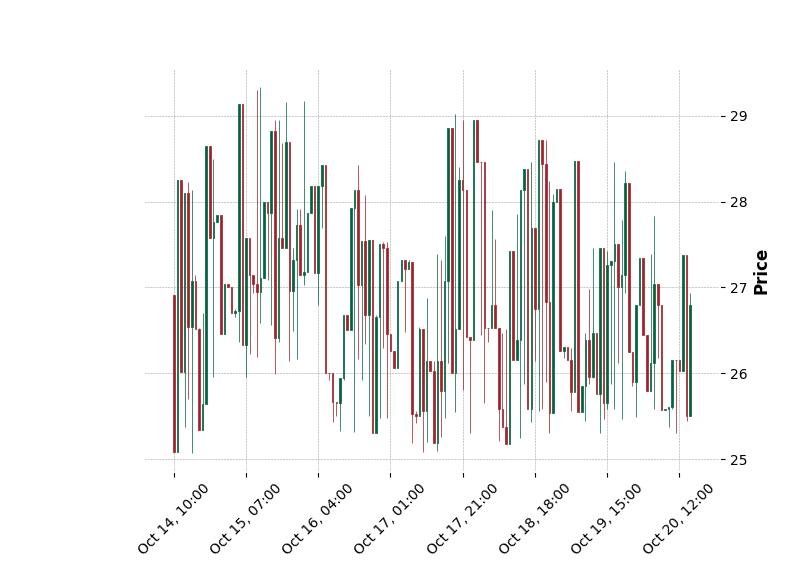 29
28
27
26
25
Price
Oct 14, 10:00
Oct 15, 07:00
Oct 16, 04:00
Oct 17, 01:00
Oct 17, 21:00
Oct 18, 18:00
Oct 19, 15:00
Oct 20, 12:00